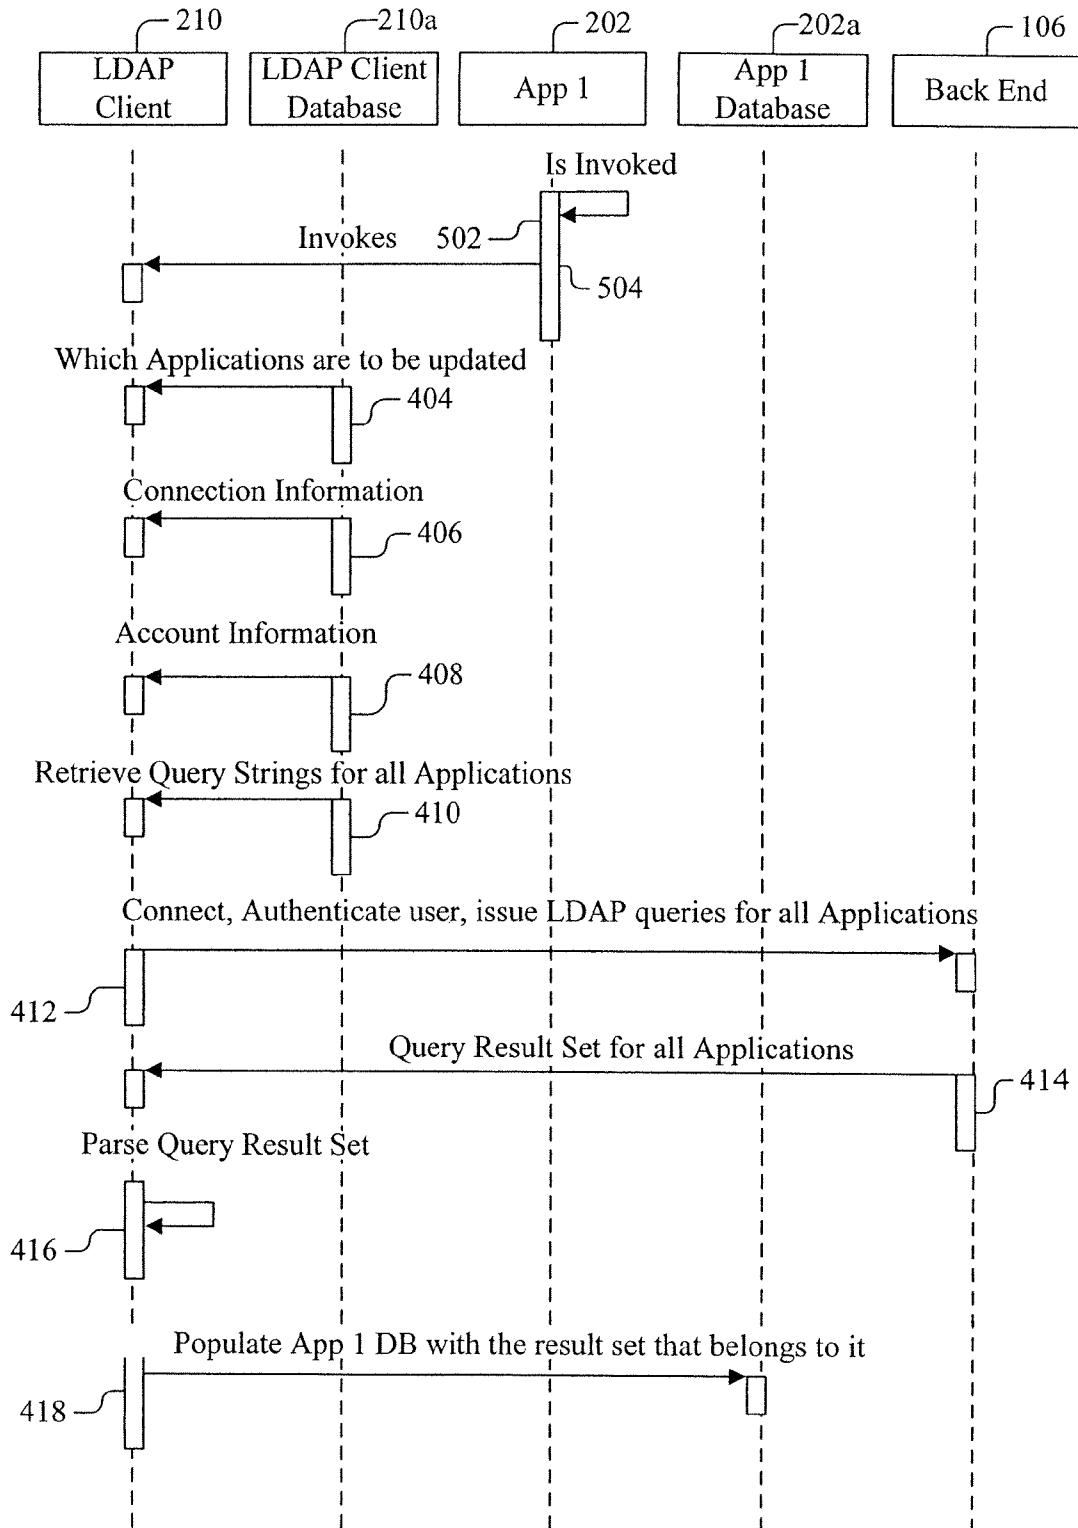 210 210a 202 202a 106
LDAP Client
LDAP Client Database
App 1
App 1 Database
Back End
Is Invoked
Invokes 502
504
Which Applications are to be updated
404
Connection Information
406
Account Information
408
Retrieve Query Strings for all Applications
410
Connect, Authenticate user, issue LDAP queries for all Applications
412
Query Result Set for all Applications
414
Parse Query Result Set
416
Populate App 1 DB with the result set that belongs to it
418